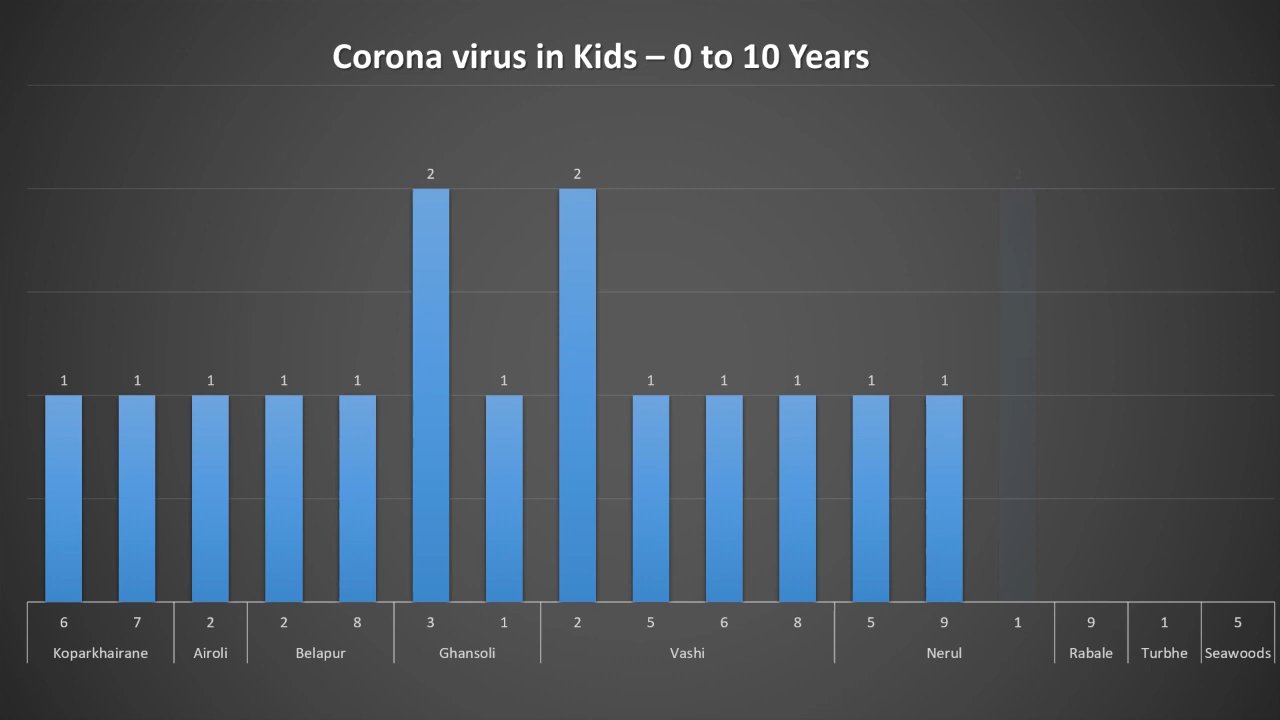 Corona virus in Kids – 0 to 10 Years
2 2
1 1 1 1 1 1 1 1 1 1 1
6 7 2 2 8 3 1 2 5 6 8 5 9 1 9 1 5
Koparkhairane Airoli Belapur Ghansoli Vashi Nerul Rabale Turbhe Seawoods